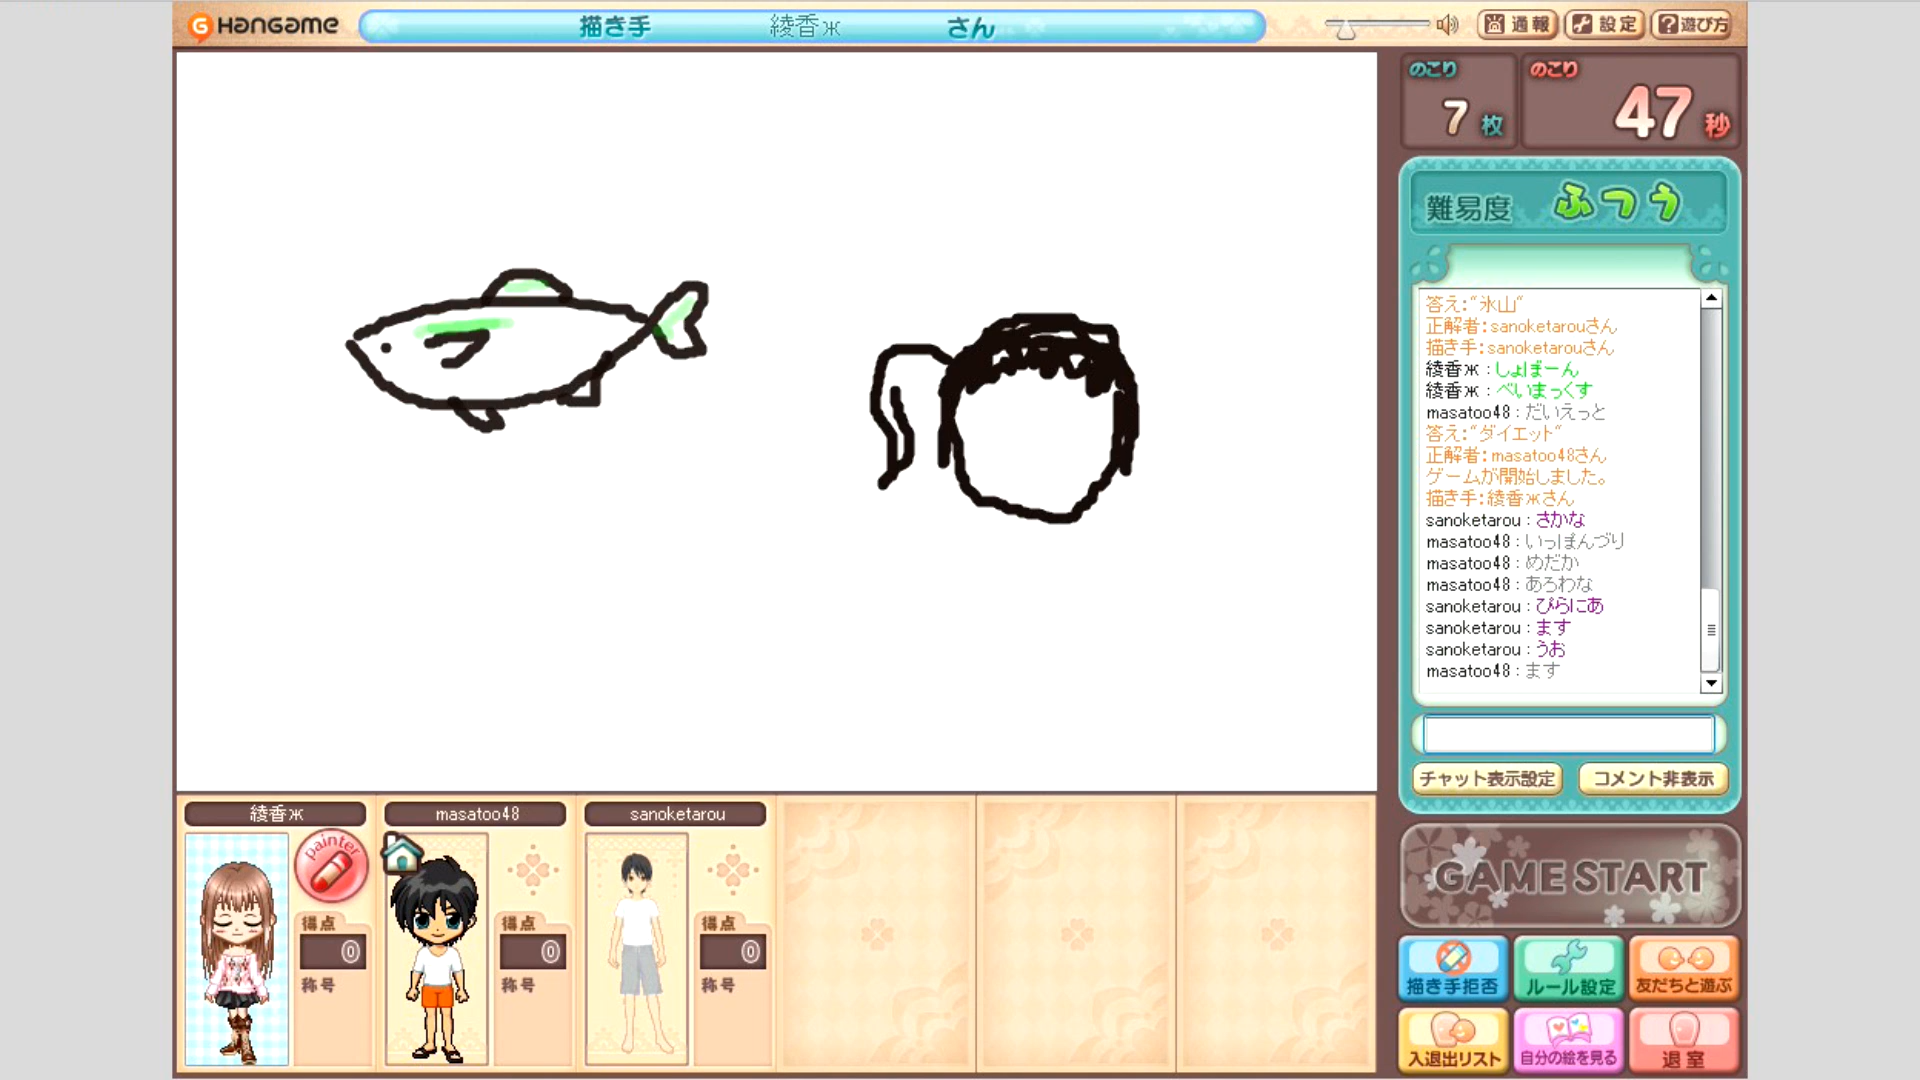 Hangame
描き手 綾香ж さん
通報 設定 遊び方
のこり 7 枚
のこり 47 秒
難易度 ふつう
答え:"氷山"
正解者:sanoketarouさん
描き手:sanoketarouさん
綾香ж:しょぼーん
綾香ж:べいまっくす
masatoo48:だいえっと
答え:"ダイエット"
正解者:masatoo48さん
ゲームが開始しました。
描き手:綾香жさん
sanoketarou:さかな
masatoo48:いっぽんづり
masatoo48:めだか
masatoo48:あろわな
sanoketarou:ぴらにあ
sanoketarou:ます
sanoketarou:うお
masatoo48:ます
チャット表示設定 コメント非表示
綾香ж masatoo48 sanoketarou
painter
得点 0 得点 0 得点 0
称号 称号 称号
GAME START
描き手拒否 ルール設定 友だちと遊ぶ
入退出リスト 自分の絵を見る 退室